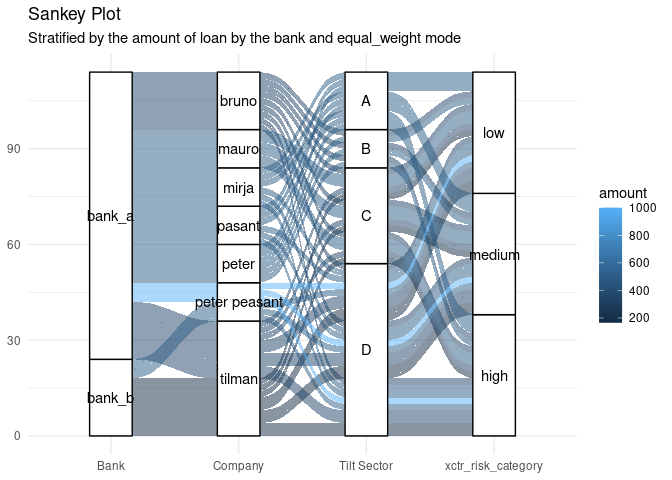 Sankey Plot
Stratified by the amount of loan by the bank and equal_weight mode
90
60
30
0
bank_a
bank_b
bruno
mauro
mirja
pasant
peter
peter peasant
tilman
A
B
C
D
low
medium
high
Bank
Company
Tilt Sector
xctr_risk_category
amount
1000
800
600
400
200